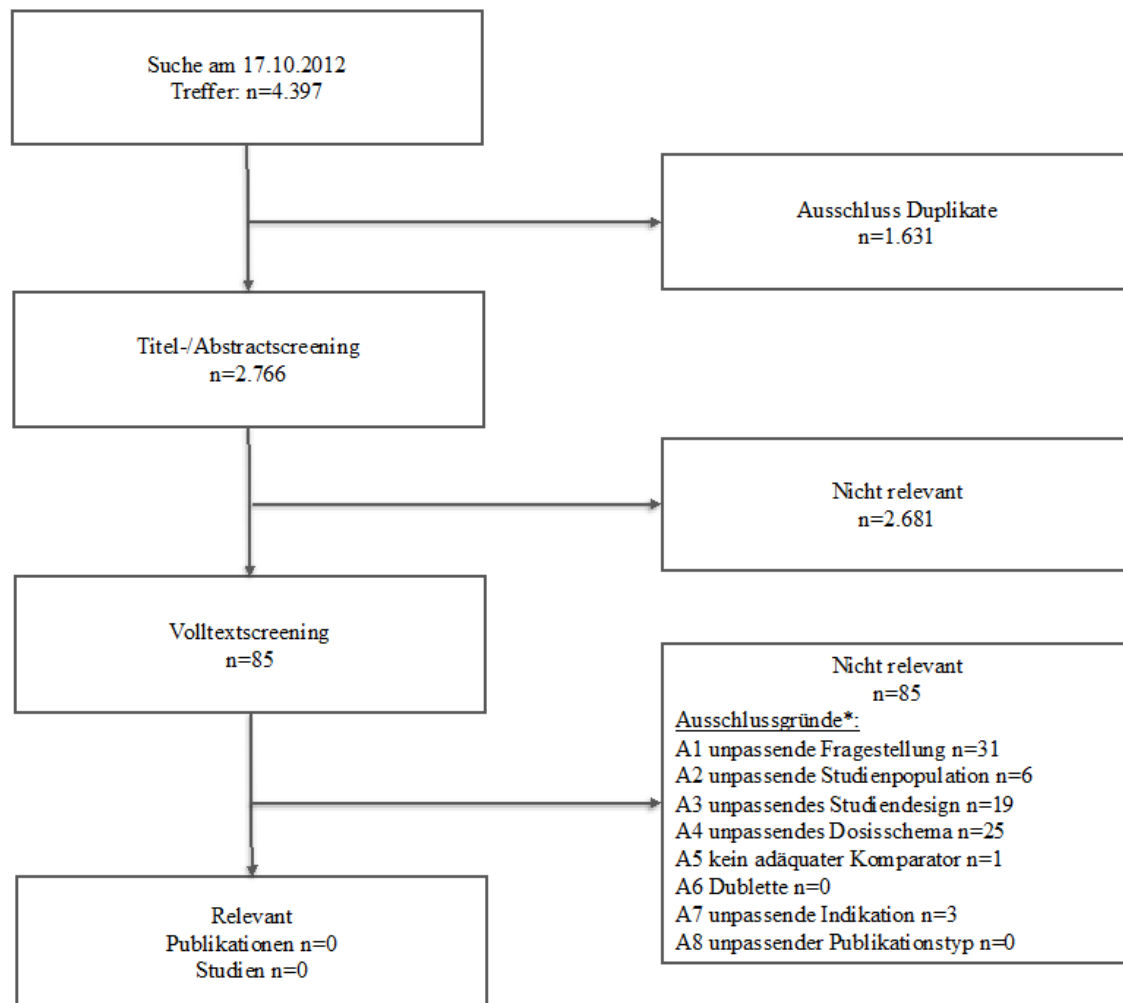 Suche am 17.10.2012
Treffer: n=4.397
Ausschluss Duplikate
n=1.631
Titel-/Abstractscreening
n=2.766
Nicht relevant
n=2.681
Volltextscreening
n=85
Nicht relevant
n=85
Ausschlussgründe*:
A1 unpassende Fragestellung n=31
A2 unpassende Studienpopulation n=6
A3 unpassendes Studiendesign n=19
A4 unpassendes Dosisschema n=25
A5 kein adäquater Komparator n=1
A6 Dublette n=0
A7 unpassende Indikation n=3
A8 unpassender Publikationstyp n=0
Relevant
Publikationen n=0
Studien n=0